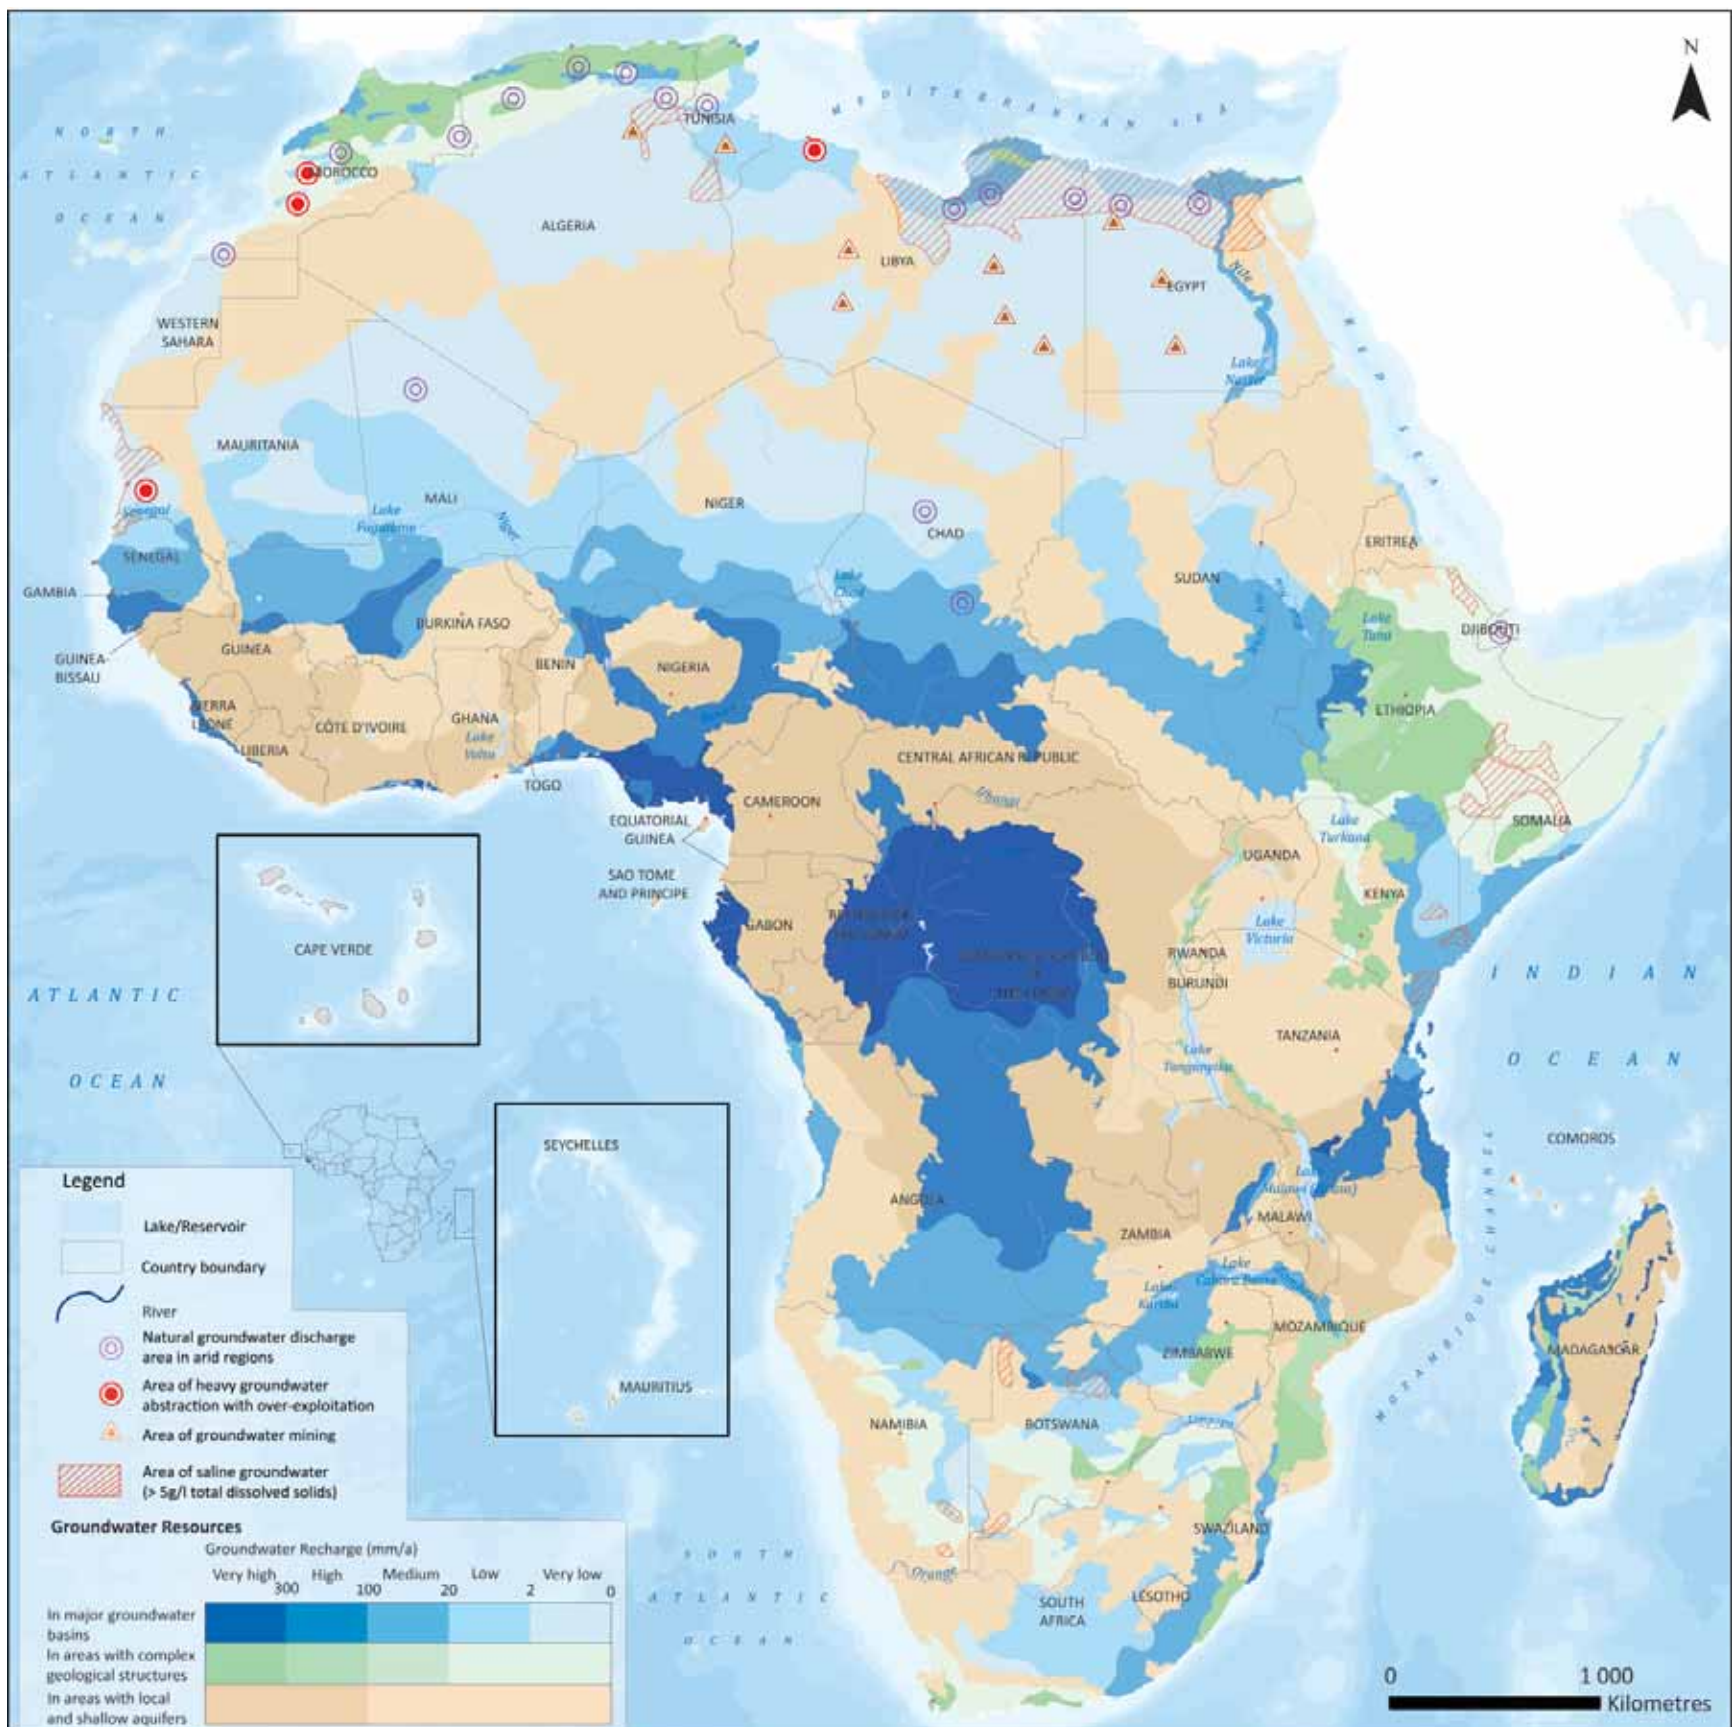 N
MEDITERRANEAN SEA
NORTH
ATLANTIC
OCEAN
TUNISIA
MOROCCO
ALGERIA
LIBYA
EGYPT
Nile
WESTERN
SAHARA
Lake
Nasser
RED SEA
MAURITANIA
MALI
NIGER
CHAD
Niger
Lake
Faguibine
Senegal
SENEGAL
ERITREA
SUDAN
Lake
Chad
GAMBIA
BURKINA FASO
Lake
Tana
DJIBOUTI
GUINEA
GUINEA-
BISSAU
BENIN
NIGERIA
SIERRA
LEONE
CÔTE D'IVOIRE
GHANA
Lake
Volta
ETHIOPIA
LIBERIA
CENTRAL AFRICAN REPUBLIC
TOGO
CAMEROON
Ubangi
EQUATORIAL
GUINEA
Lake
Turkana
SOMALIA
UGANDA
SAO TOME
AND PRINCIPE
KENYA
GABON
Lake
Victoria
CAPE VERDE
RWANDA
BURUNDI
INDIAN
OCEAN
ATLANTIC
OCEAN
TANZANIA
Lake
Tanganyika
SEYCHELLES
COMOROS
Lake
ANGOLA
MALAWI
ZAMBIA
Lake
Cahora Bassa
Lake
Kariba
MOZAMBIQUE
ZIMBABWE
MOZAMBIQUE CHANNEL
MADAGASCAR
MAURITIUS
NAMIBIA
BOTSWANA
Limpopo
SWAZILAND
Orange
SOUTH
AFRICA
LESOTHO
SOUTH
ATLANTIC
OCEAN
Legend
Lake/Reservoir
Country boundary
River
Natural groundwater discharge
area in arid regions
Area of heavy groundwater
abstraction with over-exploitation
Area of groundwater mining
Area of saline groundwater
(> 5g/l total dissolved solids)
Groundwater Resources
Groundwater Recharge (mm/a)
Very high High Medium Low Very low
300 100 20 2 0
In major groundwater
basins
In areas with complex
geological structures
In areas with local
and shallow aquifers
0 1 000
Kilometres